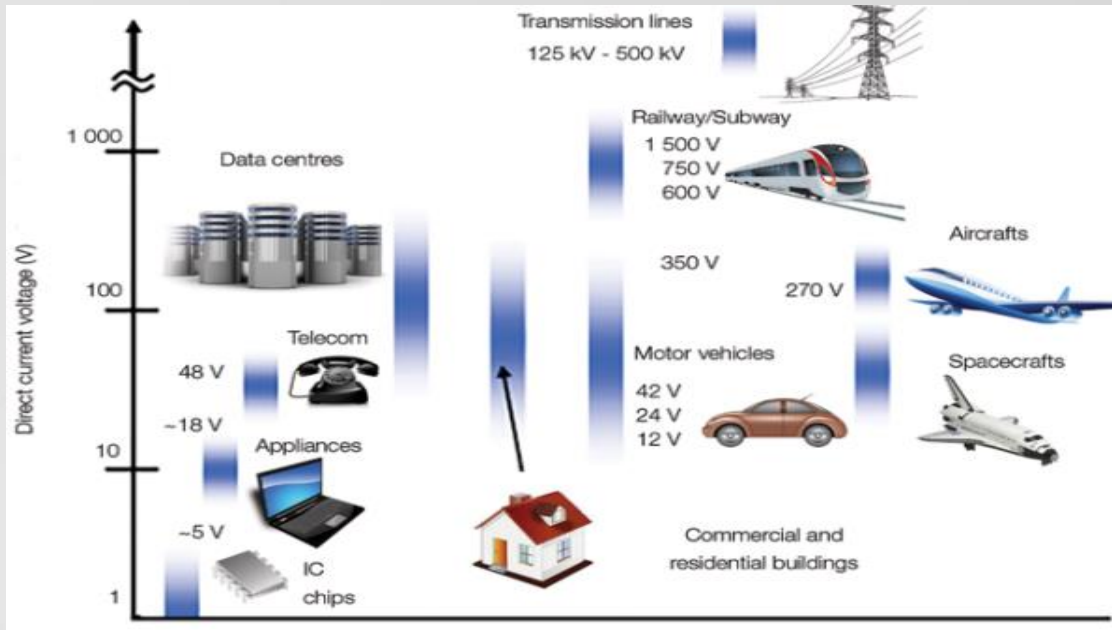 Transmission lines
125 kV - 500 kV
Railway/Subway
1 500 V
750 V
600 V
1 000
Data centres
Direct current voltage (V)
Aircrafts
350 V
270 V
100
Telecom
48 V
Motor vehicles
42 V
24 V
12 V
Spacecrafts
~18 V
Appliances
10
~5 V
IC
chips
Commercial and
residential buildings
1